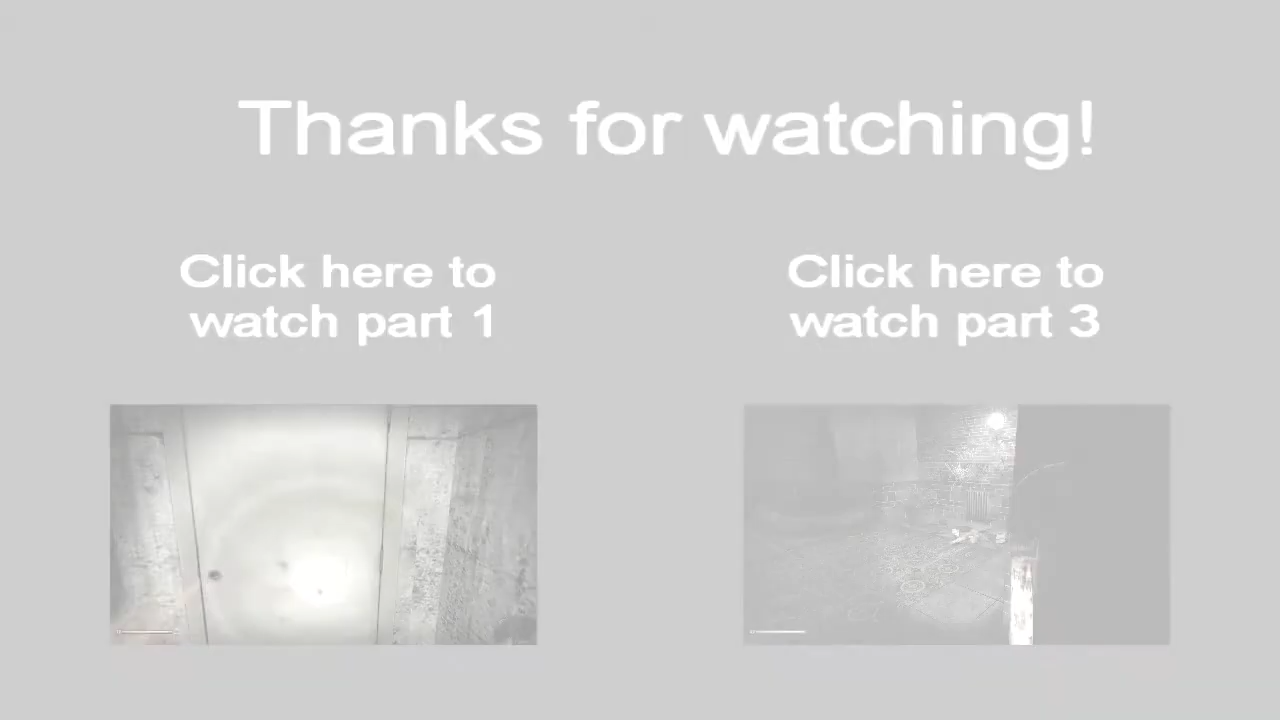 Thanks for watching!
Click here to
watch part 1
Click here to
watch part 3